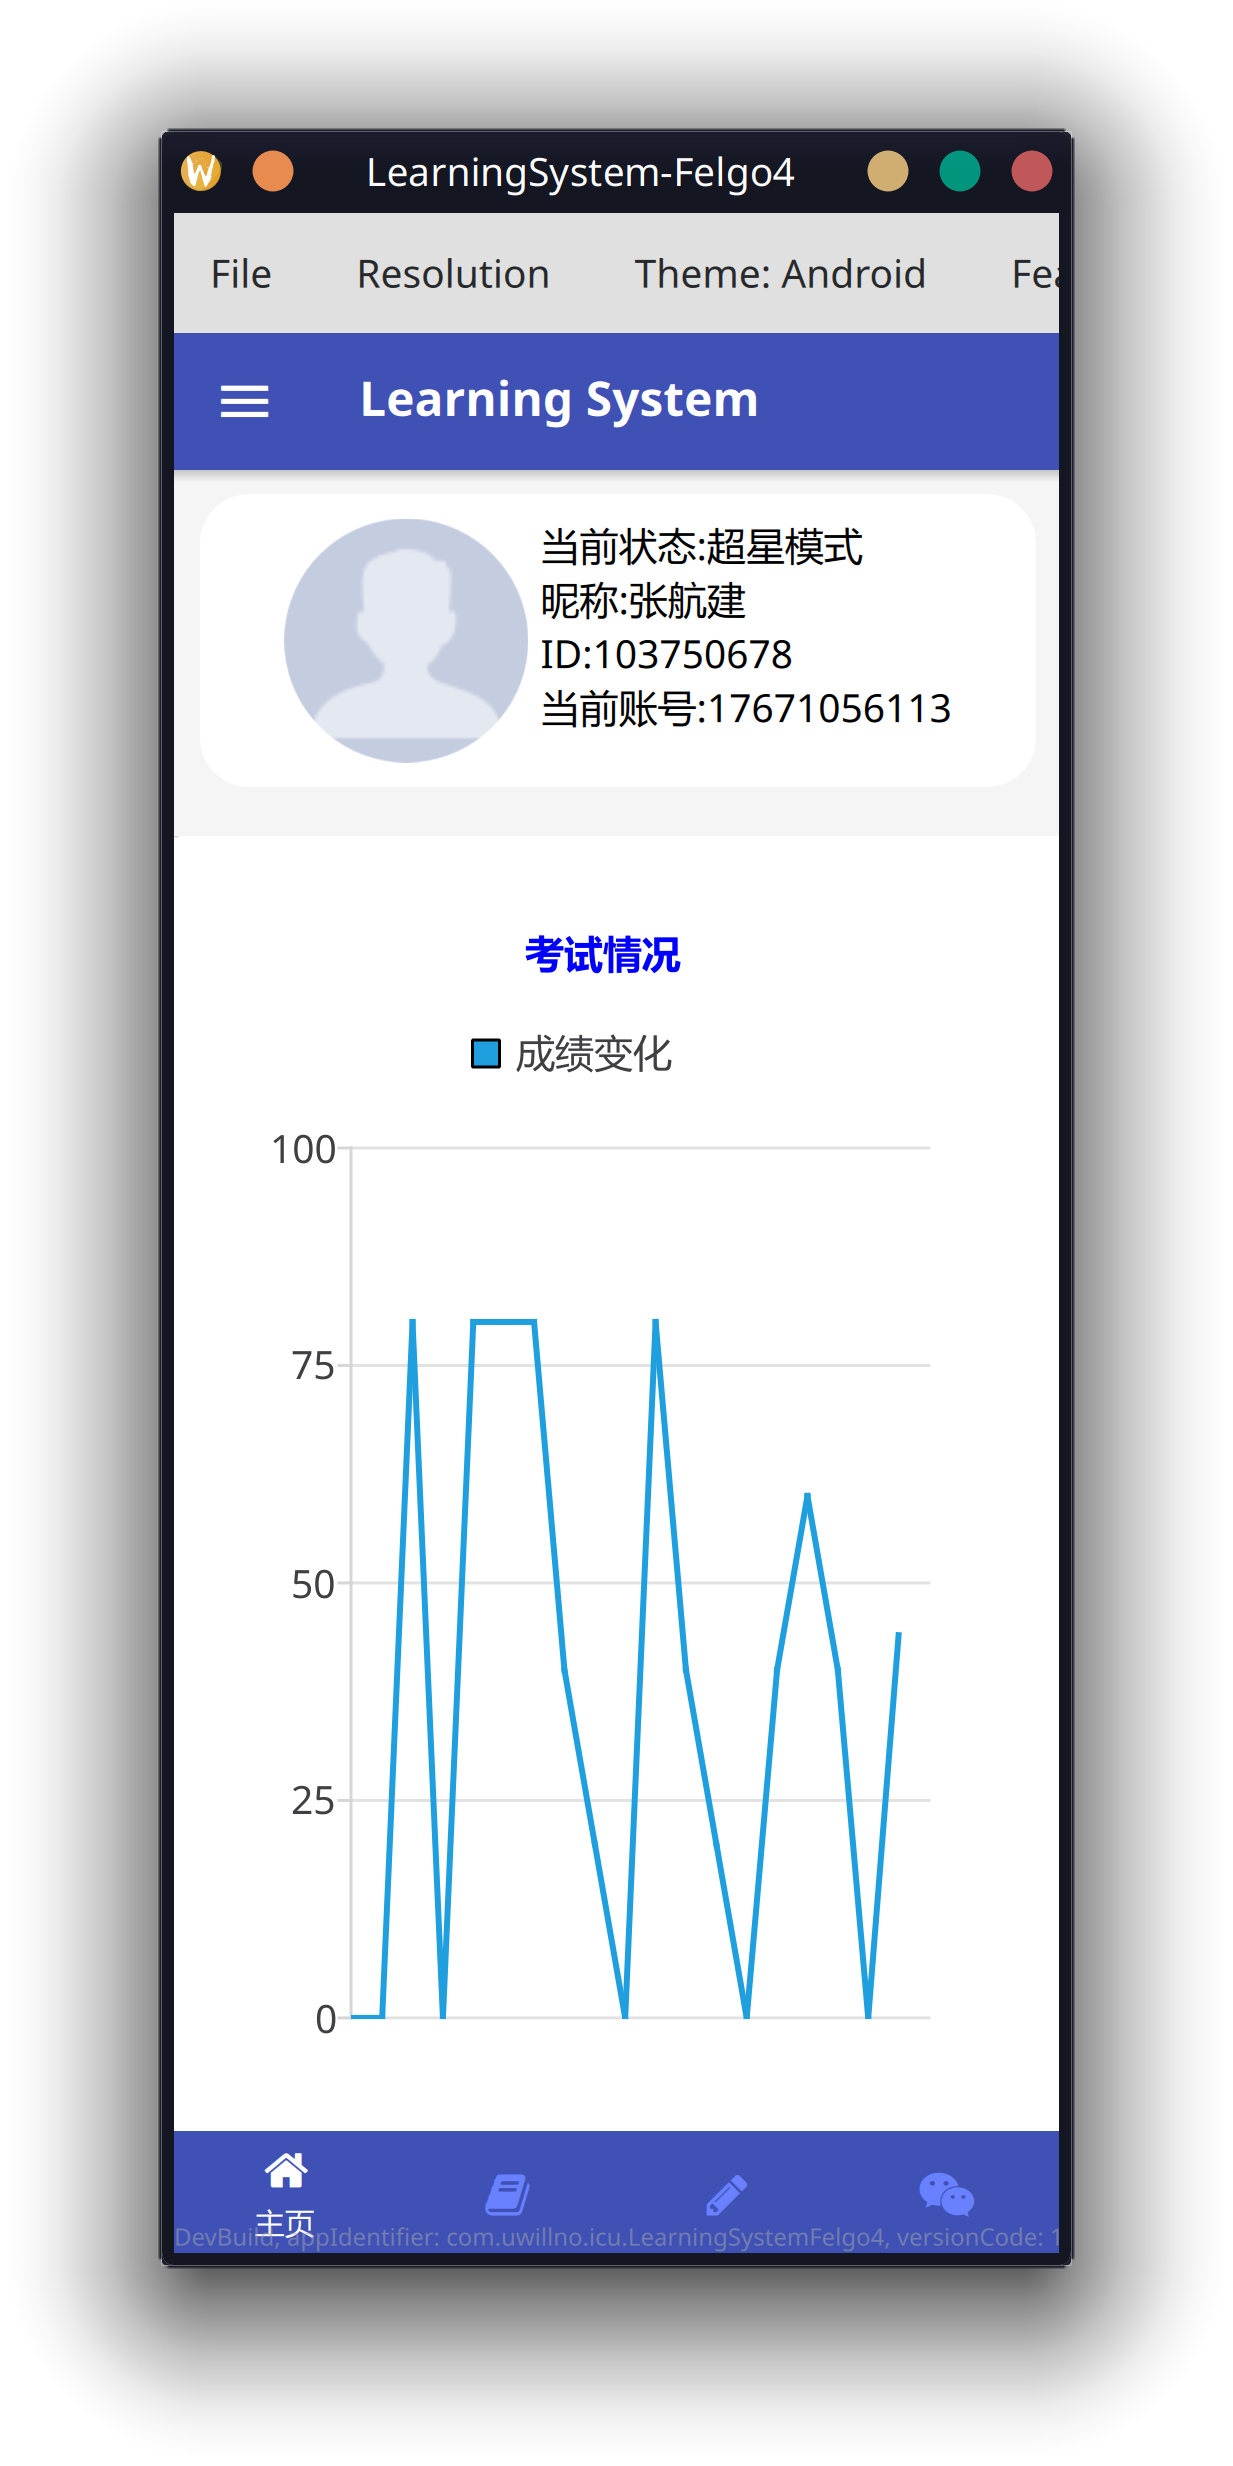 LearningSystem-Felgo4
File Resolution Theme: Android Fea
Learning System
当前状态:超星模式
昵称:张航建
ID:103750678
当前账号:17671056113
考试情况
成绩变化
100
75
50
25
0
主页
DevBuild, appIdentifier: com.uwillno.icu.LearningSystemFelgo4, versionCode: 1